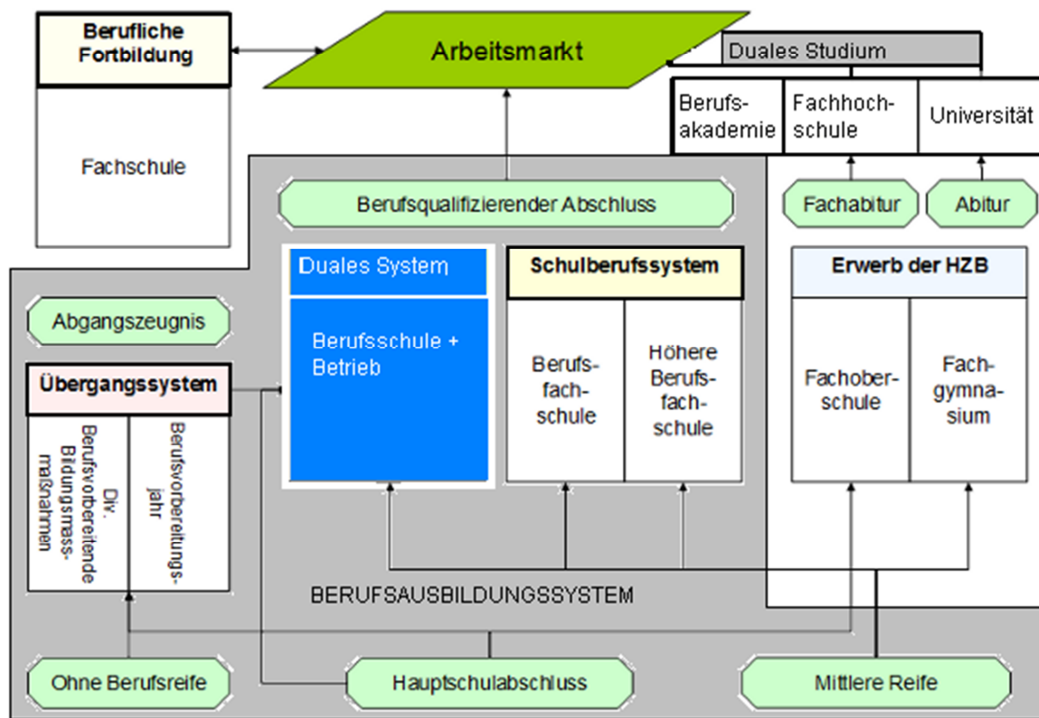 Berufliche
Fortbildung
Fachschule
Arbeitsmarkt
Duales Studium
Berufs-
akademie
Fachhoch-
schule
Universität
Berufsqualifizierender Abschluss
Fachabitur
Abitur
Abgangszeugnis
Duales System
Berufsschule +
Betrieb
Schulberufssystem
Berufs-
fach-
schule
Höhere
Berufs-
fach-
schule
Erwerb der HZB
Fachober-
schule
Fach-
gymna-
sium
Übergangssystem
Div.
Berufsvorbereitende
Bildungsmass-
maßnahmen
Berufsvorbereitungs-
jahr
BERUFSAUSBILDUNGSSYSTEM
Ohne Berufsreife
Hauptschulabschluss
Mittlere Reife